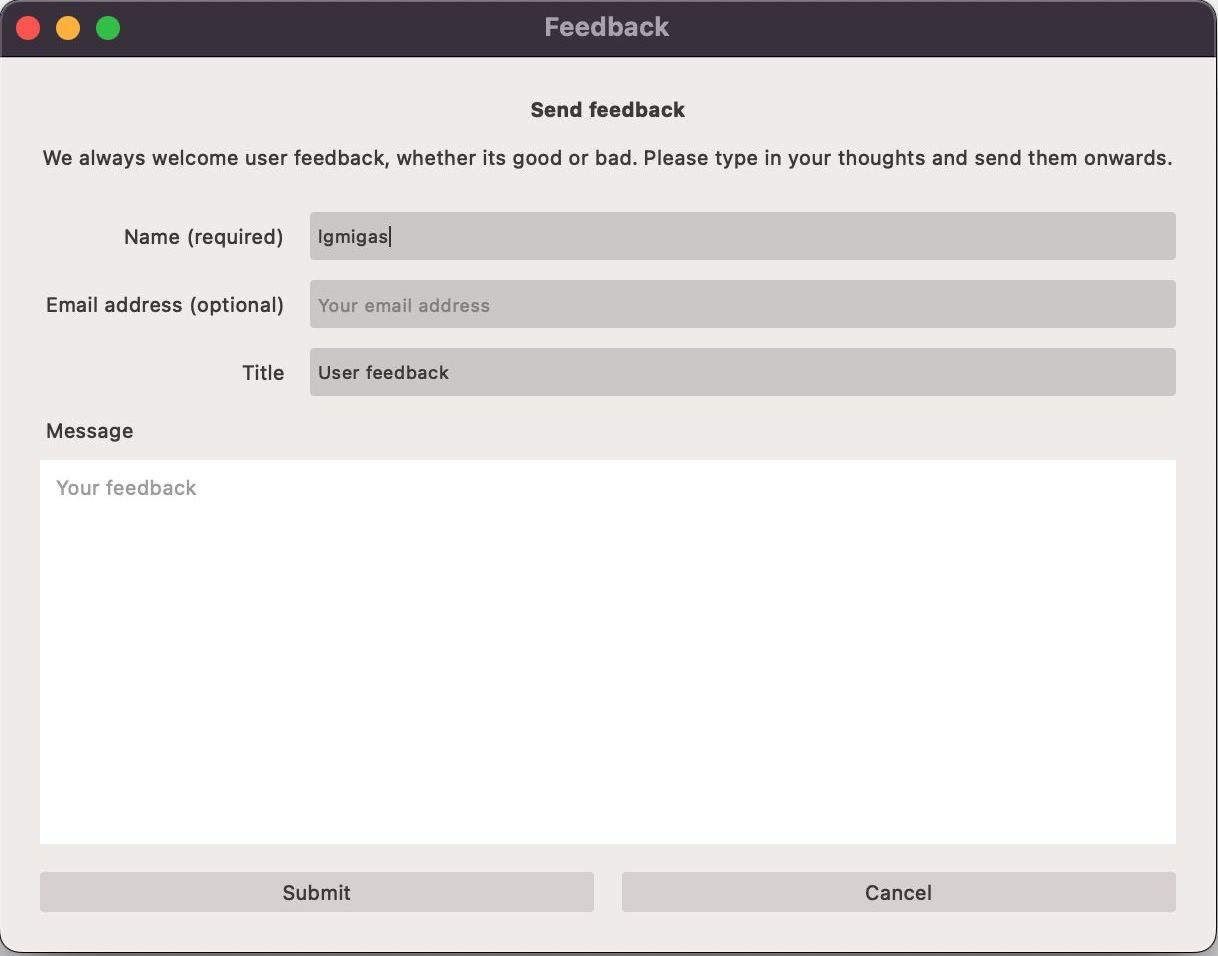 Feedback
Send feedback
We always welcome user feedback, whether its good or bad. Please type in your thoughts and send them onwards.
Name (required) lgmigas
Email address (optional) Your email address
Title User feedback
Message
Your feedback
Submit Cancel